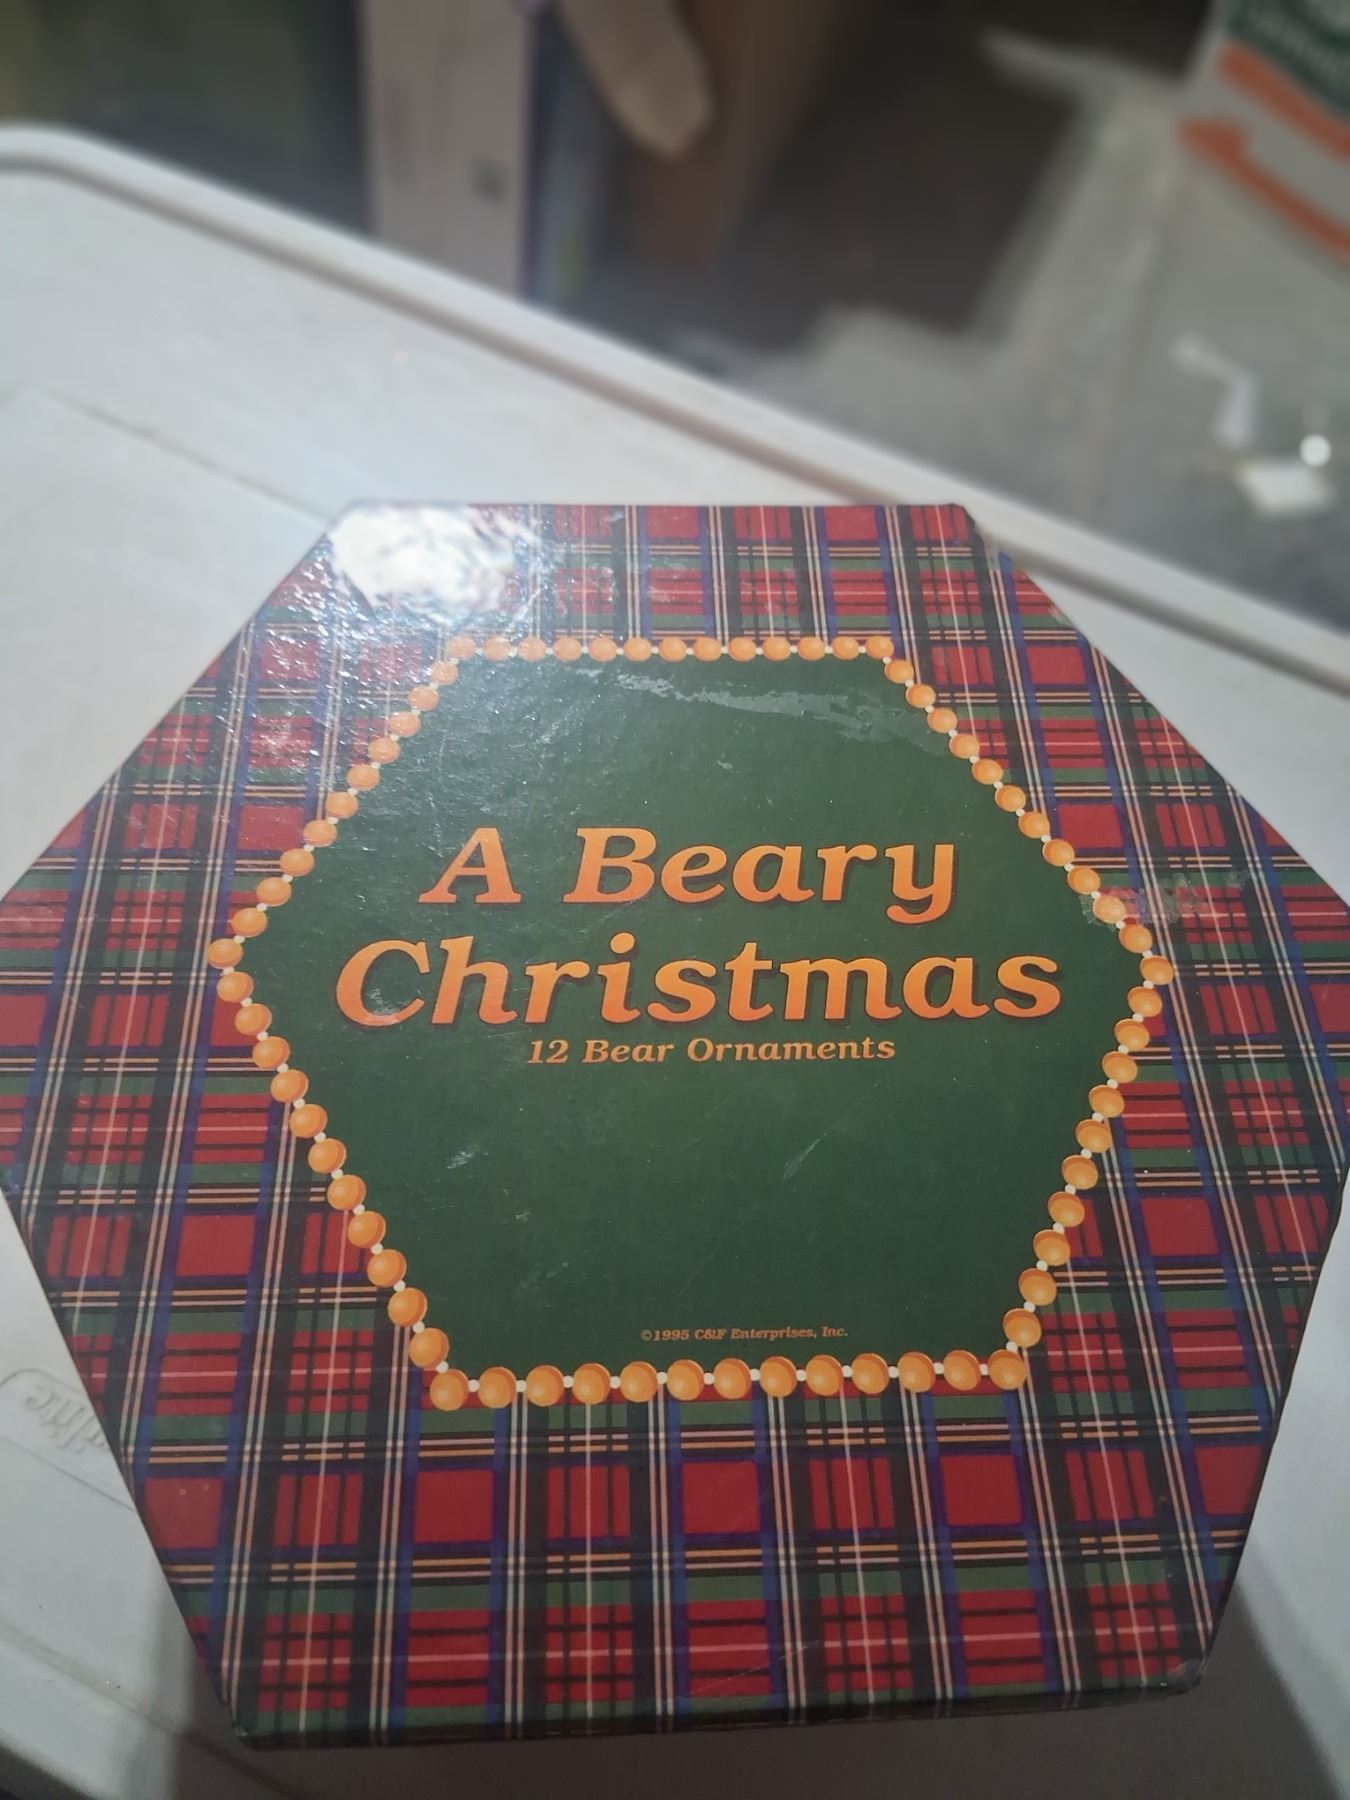 A Beary
Christmas
12 Bear Ornaments
©1995 C&F Enterprises, Inc.